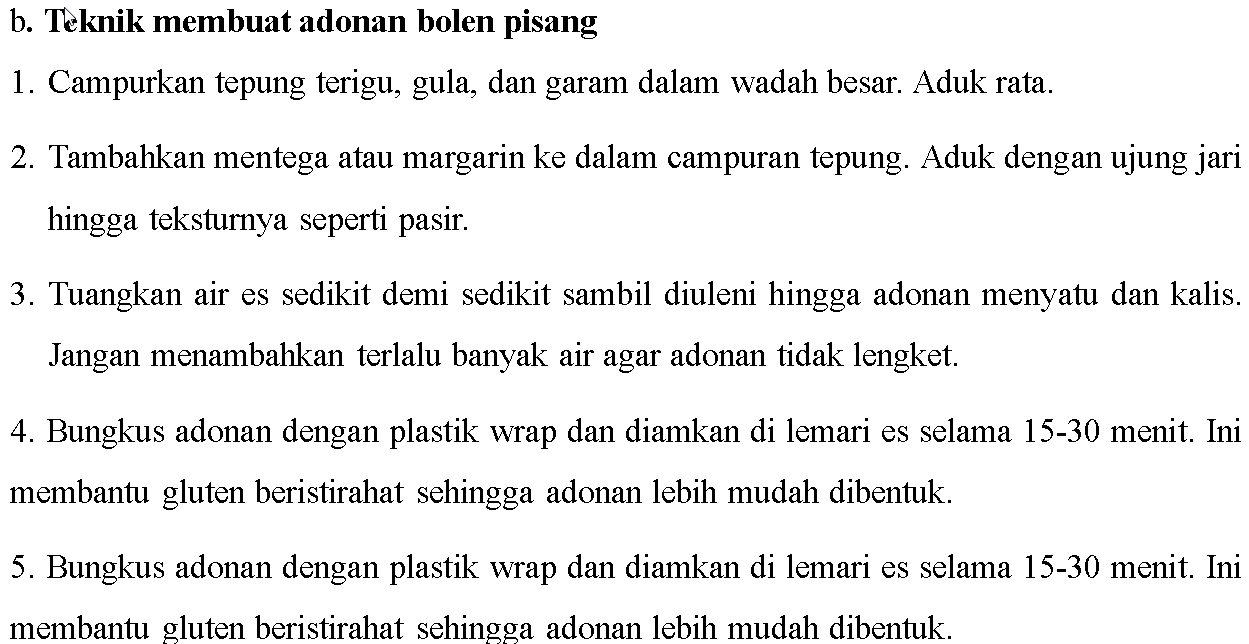 b. Teknik membuat adonan bolen pisang
1. Campurkan tepung terigu, gula, dan garam dalam wadah besar. Aduk rata.
2. Tambahkan mentega atau margarin ke dalam campuran tepung. Aduk dengan ujung jari
hingga teksturnya seperti pasir.
3. Tuangkan air es sedikit demi sedikit sambil diuleni hingga adonan menyatu dan kalis.
Jangan menambahkan terlalu banyak air agar adonan tidak lengket.
4. Bungkus adonan dengan plastik wrap dan diamkan di lemari es selama 15-30 menit. Ini
membantu gluten beristirahat sehingga adonan lebih mudah dibentuk.
5. Bungkus adonan dengan plastik wrap dan diamkan di lemari es selama 15-30 menit. Ini
membantu gluten beristirahat sehingga adonan lebih mudah dibentuk.